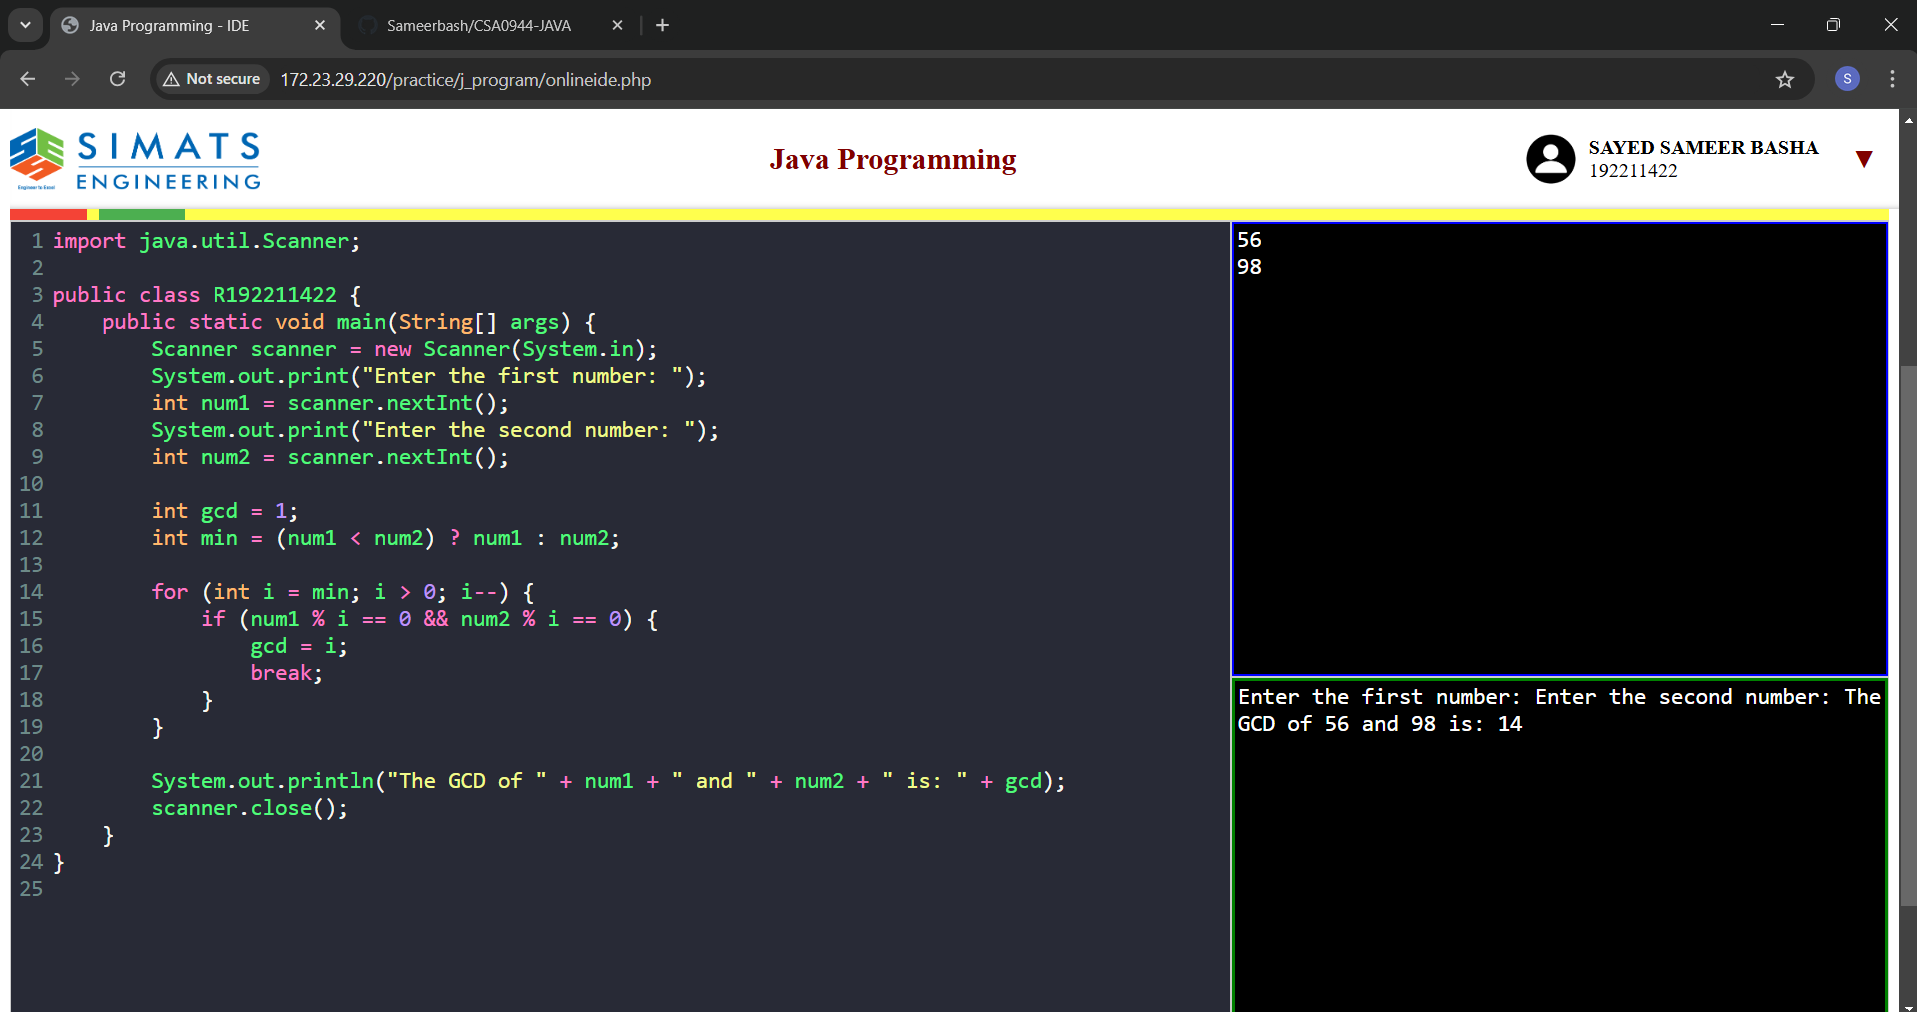 Java Programming - IDE
Sameerbash/CSA0944-JAVA
Not secure
172.23.29.220/practice/j_program/onlineide.php
S
SIMATS
ENGINEERING
Engineer to Excel
Java Programming
SAYED SAMEER BASHA
192211422
1 import java.util.Scanner;
2
3 public class R192211422 {
4     public static void main(String[] args) {
5         Scanner scanner = new Scanner(System.in);
6         System.out.print("Enter the first number: ");
7         int num1 = scanner.nextInt();
8         System.out.print("Enter the second number: ");
9         int num2 = scanner.nextInt();
10
11         int gcd = 1;
12         int min = (num1 < num2) ? num1 : num2;
13
14         for (int i = min; i > 0; i--) {
15             if (num1 % i == 0 && num2 % i == 0) {
16                 gcd = i;
17                 break;
18             }
19         }
20
21         System.out.println("The GCD of " + num1 + " and " + num2 + " is: " + gcd);
22         scanner.close();
23     }
24 }
25
56
98
Enter the first number: Enter the second number: The
GCD of 56 and 98 is: 14